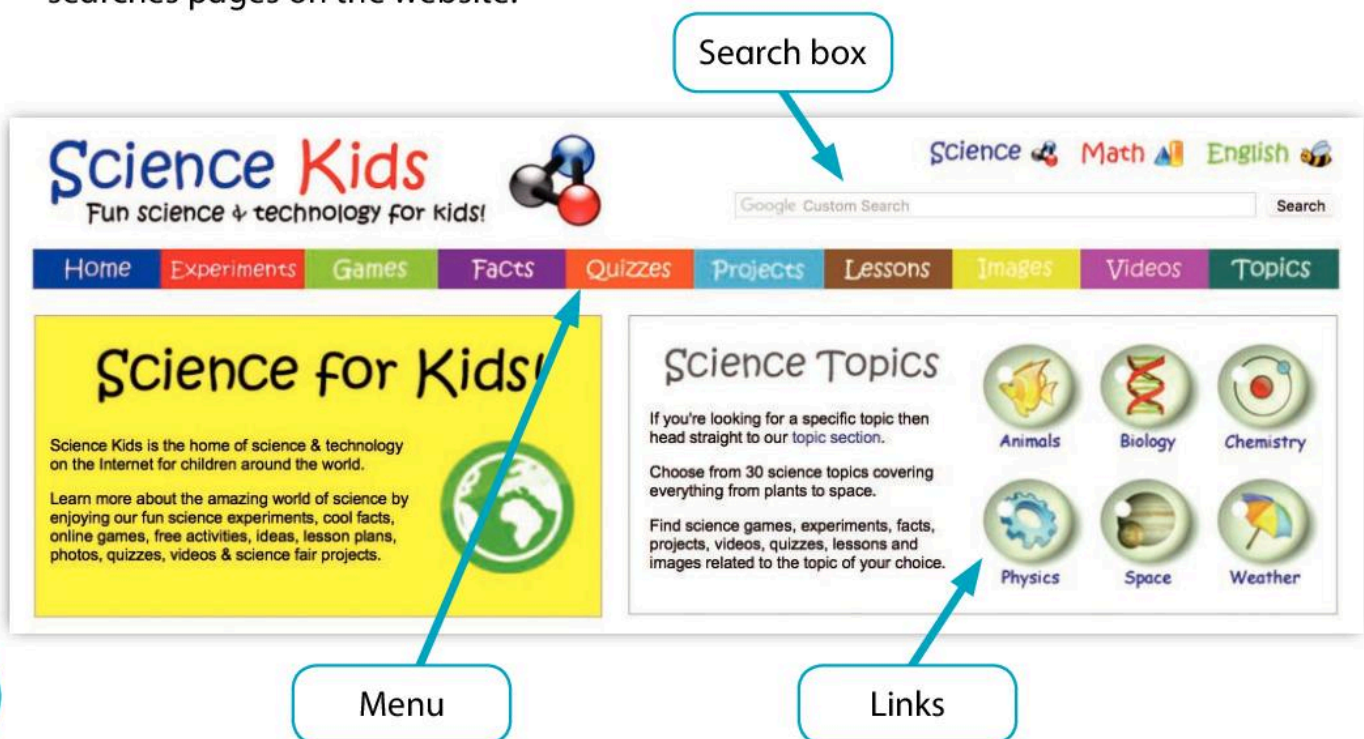 searches pages on the website.
Search box
Science Kids
Fun science & technology for kids!
Science Math English
Google Custom Search Search
Home Experiments Games Facts Quizzes Projects Lessons Images Videos Topics
Science for Kids!
Science Kids is the home of science & technology
on the Internet for children around the world.
Learn more about the amazing world of science by
enjoying our fun science experiments, cool facts,
online games, free activities, ideas, lesson plans,
photos, quizzes, videos & science fair projects.
Science Topics
If you're looking for a specific topic then
head straight to our topic section.
Choose from 30 science topics covering
everything from plants to space.
Find science games, experiments, facts,
projects, videos, quizzes, lessons and
images related to the topic of your choice.
Animals Biology Chemistry
Physics Space Weather
Menu
Links